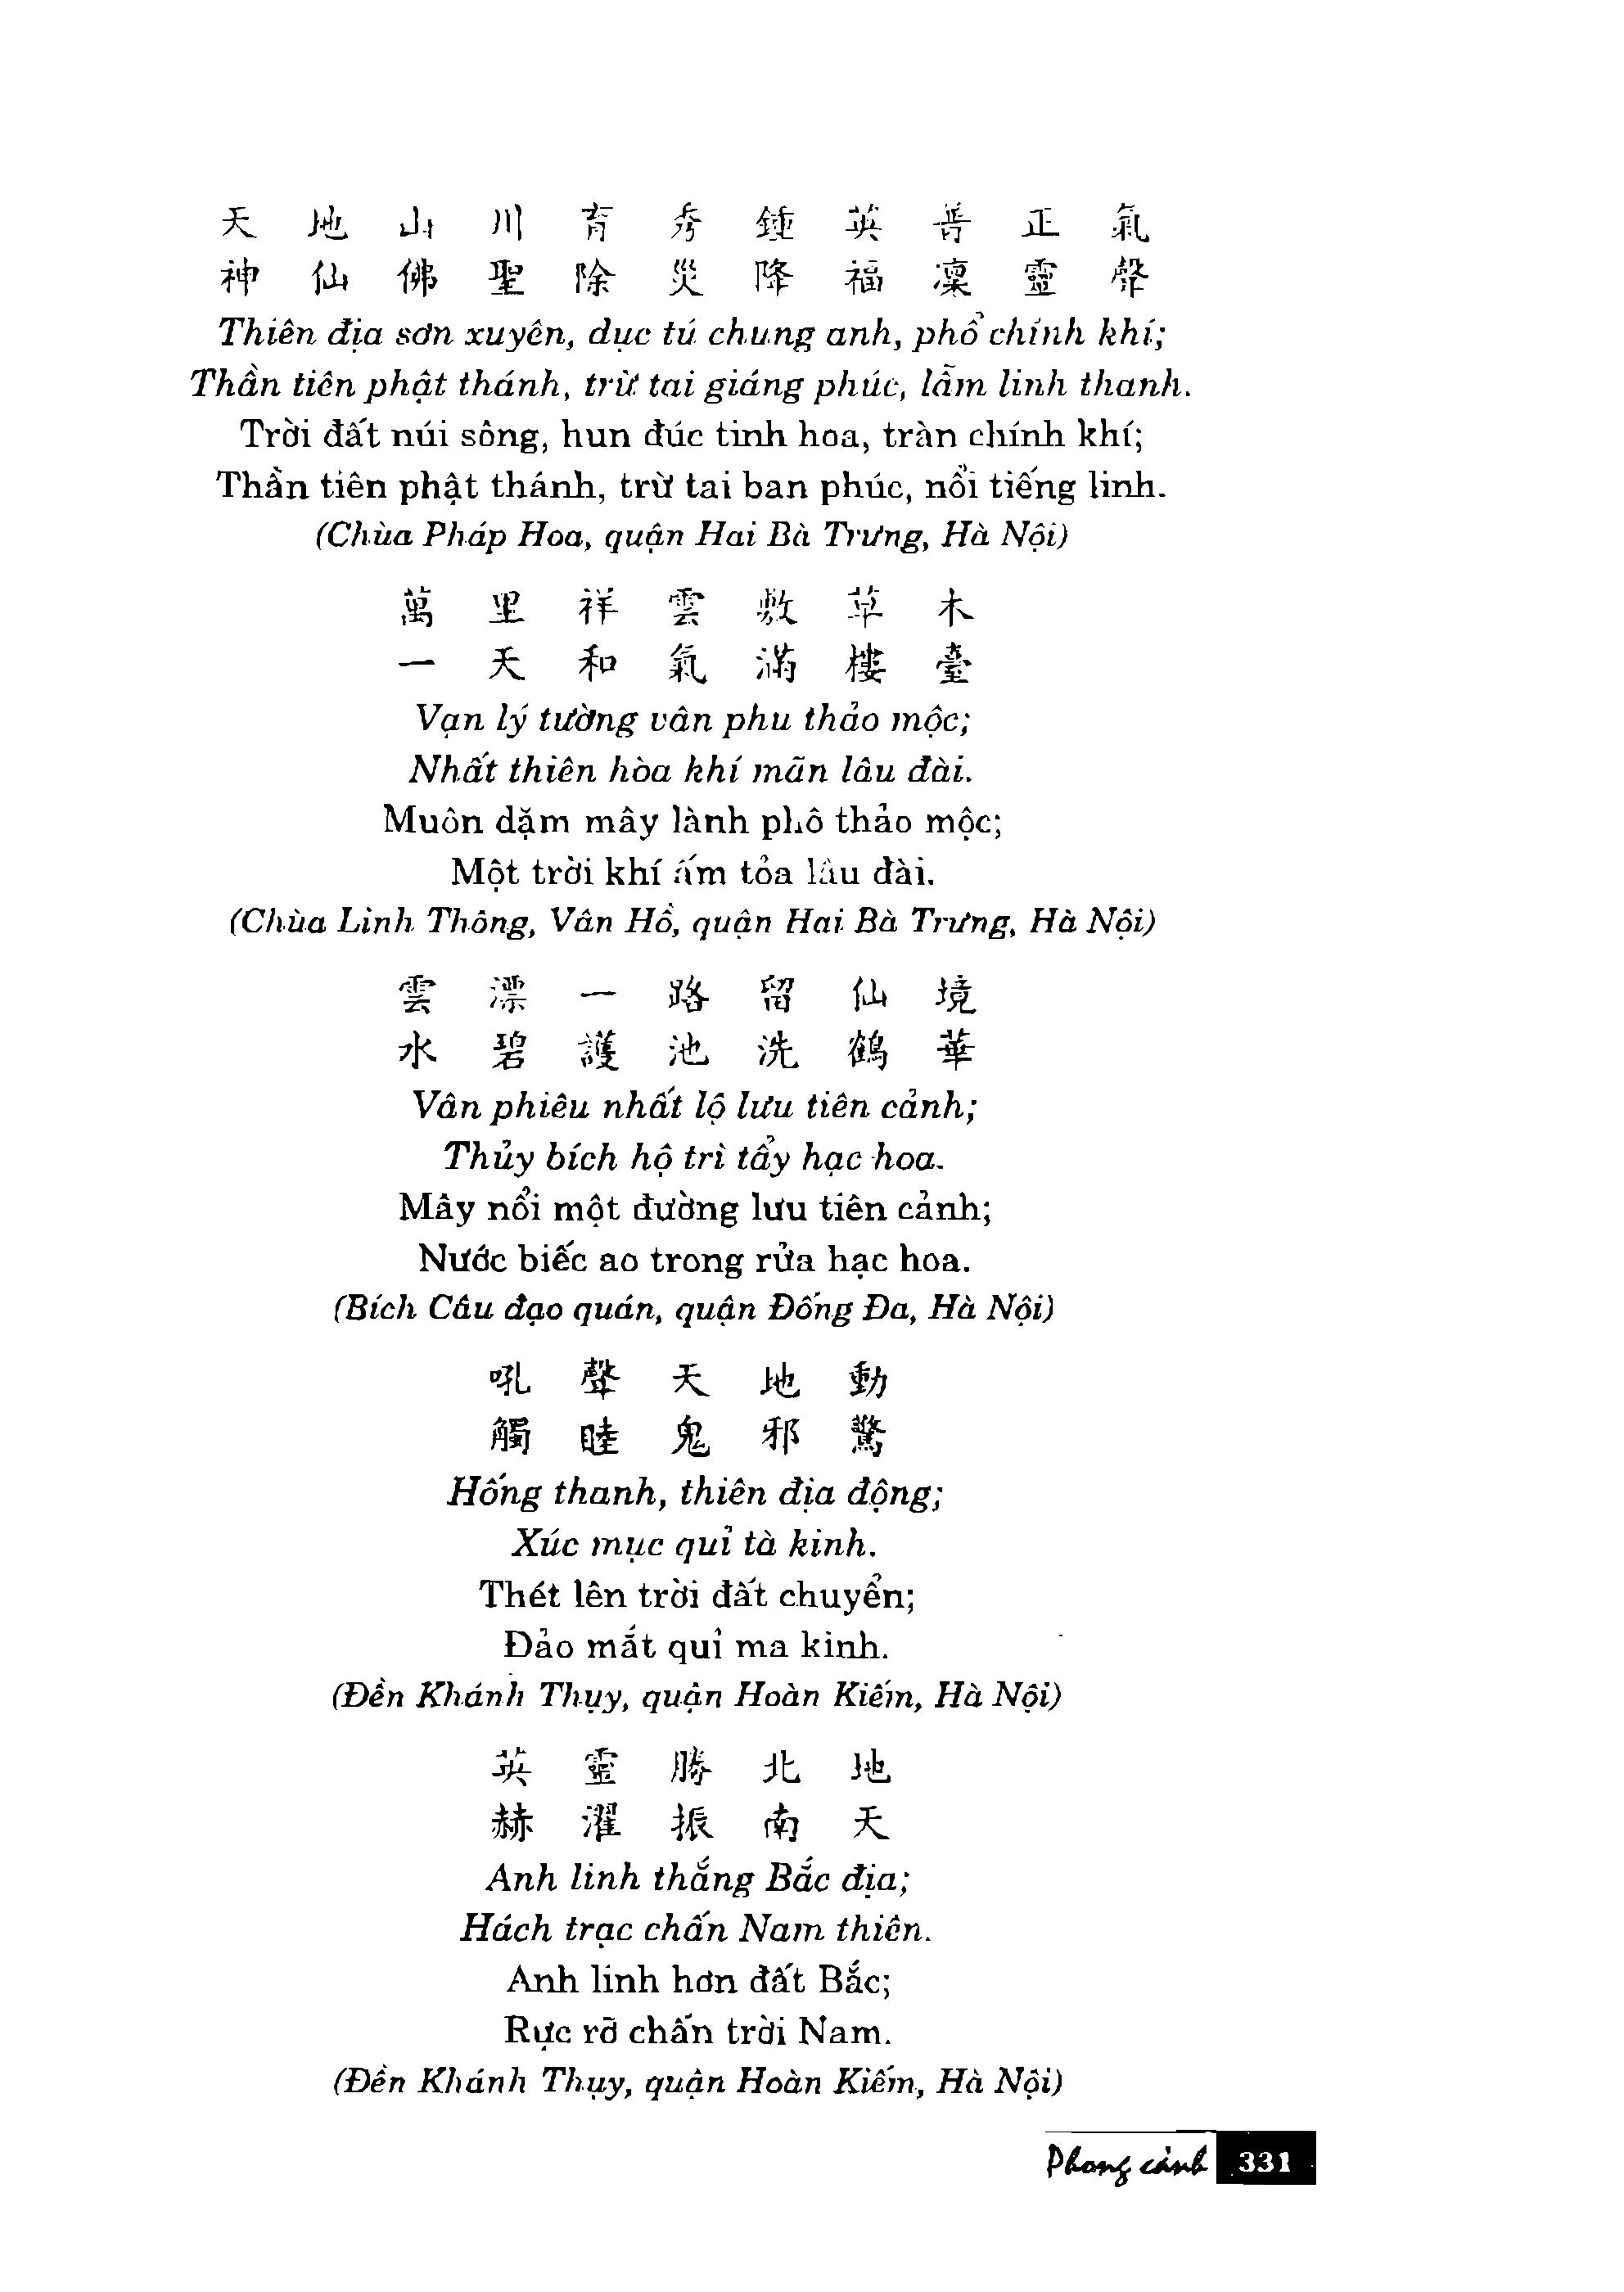 天地山川育秀鍾英普正氣
神仙佛聖除災降福凜靈聲
Thiên địa sơn xuyên, dục tú chung anh, phổ chính khí;
Thần tiên phật thánh, trừ tai giáng phúc, lẫm linh thanh.
Trời đất núi sông, hun đúc tinh hoa, tràn chính khí;
Thần tiên phật thánh, trừ tai ban phúc, nổi tiếng linh.
(Chùa Pháp Hoa, quận Hai Bà Trưng, Hà Nội)
萬里祥雲敷草木
一天和氣滿樓臺
Vạn lý tường vân phu thảo mộc;
Nhất thiên hòa khí mãn lâu đài.
Muôn dặm mây lành phô thảo mộc;
Một trời khí ấm tỏa lâu đài.
(Chùa Linh Thông, Vân Hồ, quận Hai Bà Trưng, Hà Nội)
雲漂一路留仙境
水碧護池洗鶴華
Vân phiêu nhất lộ lưu tiên cảnh;
Thủy bích hộ trì tẩy hạc hoa.
Mây nổi một đường lưu tiên cảnh;
Nước biếc ao trong rửa hạc hoa.
(Bích Câu đạo quán, quận Đống Đa, Hà Nội)
吼聲天地動
觸睦鬼邪驚
Hống thanh, thiên địa động;
Xúc mục quỉ tà kinh.
Thét lên trời đất chuyển;
Đảo mắt quỉ ma kinh.
(Đền Khánh Thụy, quận Hoàn Kiếm, Hà Nội)
英靈勝北地
赫濯振南天
Anh linh thắng Bắc địa;
Hách trạc chấn Nam thiên.
Anh linh hơn đất Bắc;
Rực rỡ chấn trời Nam.
(Đền Khánh Thụy, quận Hoàn Kiếm, Hà Nội)
Phong cảnh 331